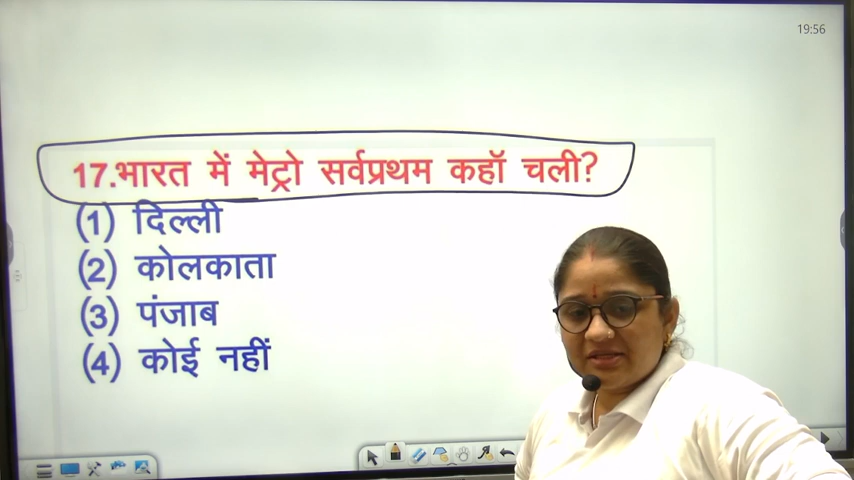 19:56
17.भारत में मेट्रो सर्वप्रथम कहॉ चली?
(1) दिल्ली
(2) कोलकाता
(3) पंजाब
(4) कोई नहीं